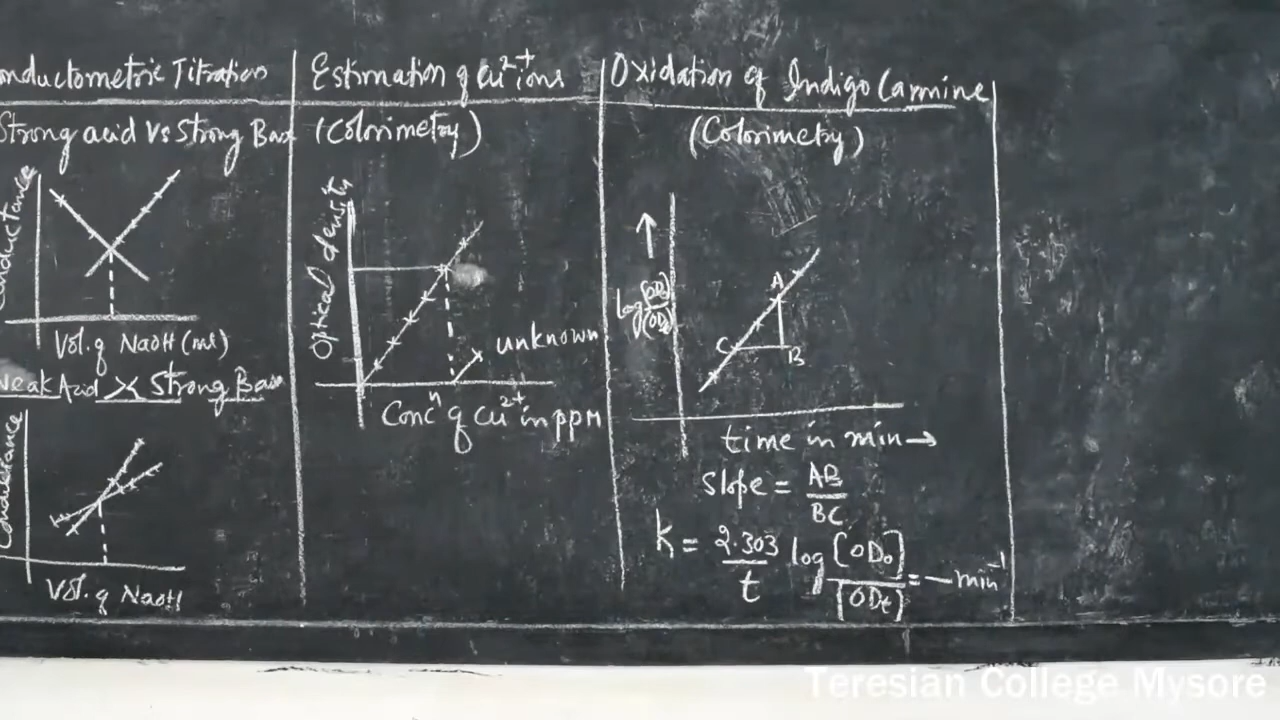 onductometric Titration
Strong acid Vs Strong Base
Conductance
Vol. of NaOH (ml)
Weak Acid X Strong Base
Conductance
Vol. of NaOH
Estimation of Cu²⁺ ions
(Colorimetry)
Optical density
unknown
Concⁿ of Cu²⁺ in ppm
Oxidation of Indigo Carmine
(Colorimetry)
log [OD₀]/[ODt]
A
C
B
time in min →
Slope = AB/BC
k = 2.303/t log [OD₀]/[ODt] = — min⁻¹
Teresian College Mysore